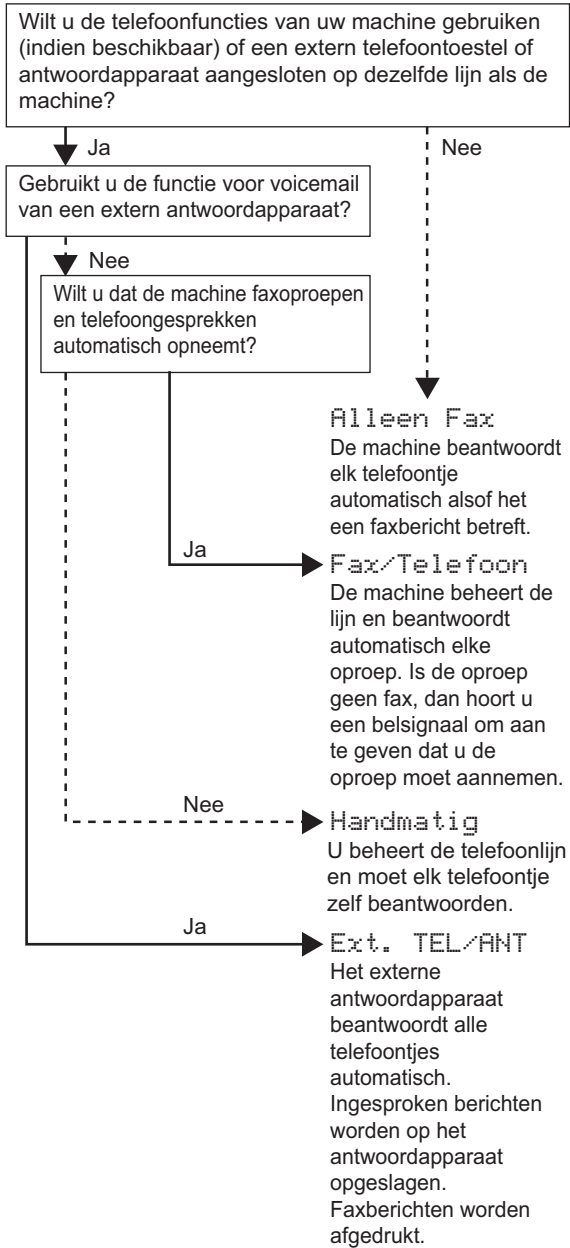 Wilt u de telefoonfuncties van uw machine gebruiken
(indien beschikbaar) of een extern telefoontoestel of
antwoordapparaat aangesloten op dezelfde lijn als de
machine?
Ja
Nee
Gebruikt u de functie voor voicemail
van een extern antwoordapparaat?
Nee
Wilt u dat de machine faxoproepen
en telefoongesprekken
automatisch opneemt?
Alleen Fax
De machine beantwoordt
elk telefoontje
automatisch alsof het
een faxbericht betreft.
Ja
Fax/Telefoon
De machine beheert de
lijn en beantwoordt
automatisch elke
oproep. Is de oproep
geen fax, dan hoort u
een belsignaal om aan
te geven dat u de
oproep moet aannemen.
Nee
Handmatig
U beheert de telefoonlijn
en moet elk telefoontje
zelf beantwoorden.
Ja
Ext. TEL/ANT
Het externe
antwoordapparaat
beantwoordt alle
telefoontjes
automatisch.
Ingesproken berichten
worden op het
antwoordapparaat
opgeslagen.
Faxberichten worden
afgedrukt.